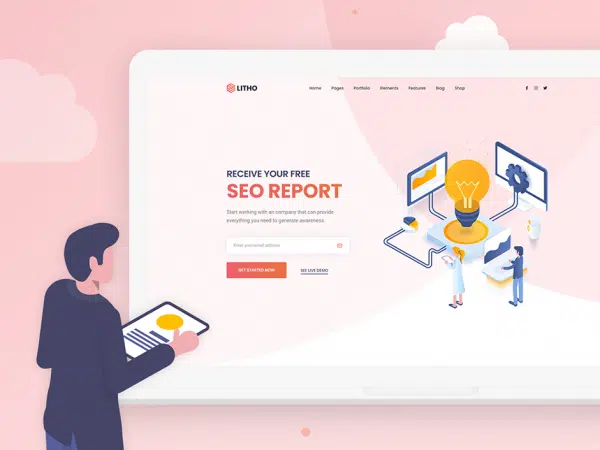 LITHO
Home Pages Portfolio Elements Features Blog Shop
RECEIVE YOUR FREE
SEO REPORT
Start working with an company that can provide
everything you need to generate awareness.
Enter your email address
GET STARTED NOW
SEE LIVE DEMO